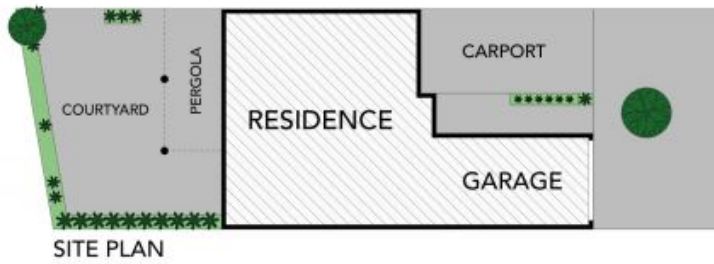 CARPORT
PERGOLA
COURTYARD
RESIDENCE
GARAGE
SITE PLAN